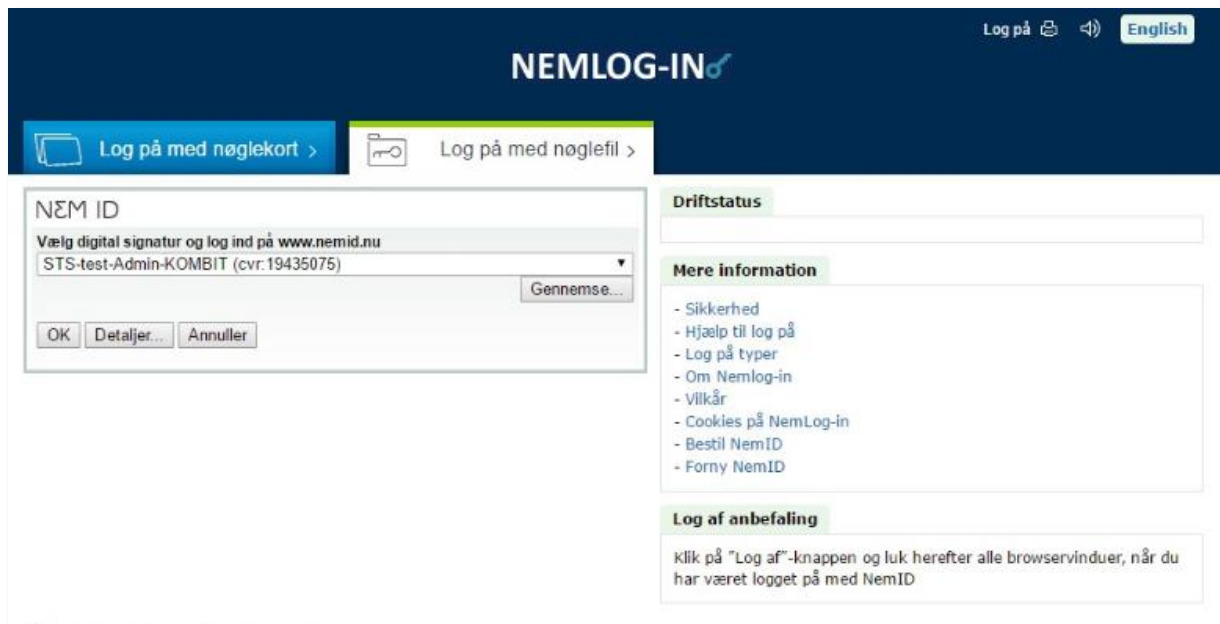 Log på English
NEMLOG-IN
Log på med nøglekort >
Log på med nøglefil >
NEM ID
Vælg digital signatur og log ind på www.nemid.nu
STS-test-Admin-KOMBIT (cvr:19435075)
Gennemse...
OK Detaljer... Annuller
Driftstatus
Mere information
- Sikkerhed
- Hjælp til log på
- Log på typer
- Om Nemlog-in
- Vilkår
- Cookies på NemLog-in
- Bestil NemID
- Forny NemID
Log af anbefaling
Klik på "Log af"-knappen og luk herefter alle browservinduer, når du
har været logget på med NemID